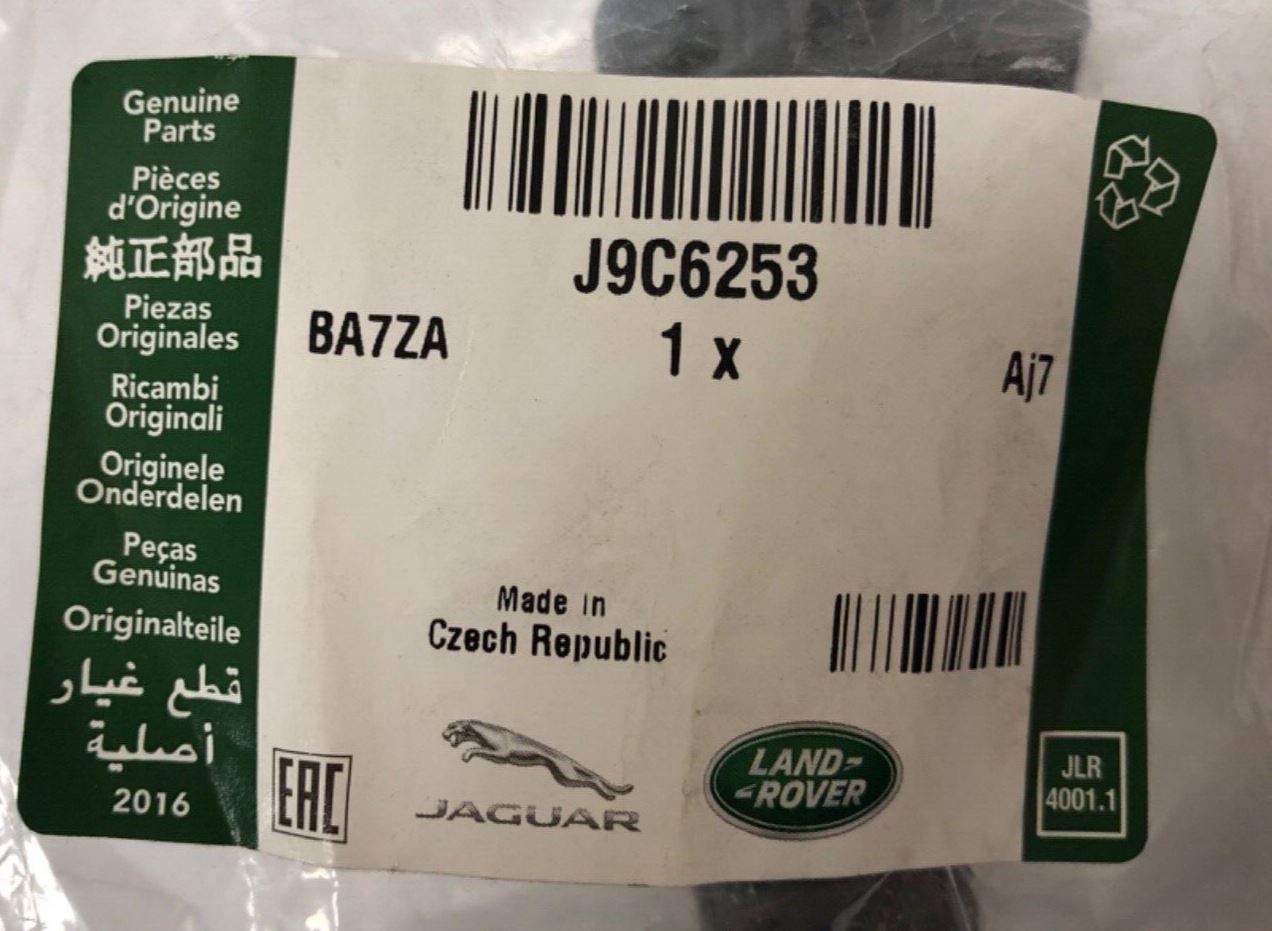 Genuine
Parts
Pièces
d'Origine
純正部品
Piezas
Originales
Ricambi
Originali
Originele
Onderdelen
Peças
Genuinas
Originalteile
قطع غيار
أصلية
2016
J9C6253
BA7ZA
1 x
Aj7
Made in
Czech Republic
EAC
JAGUAR
LAND-
ROVER
JLR
4001.1